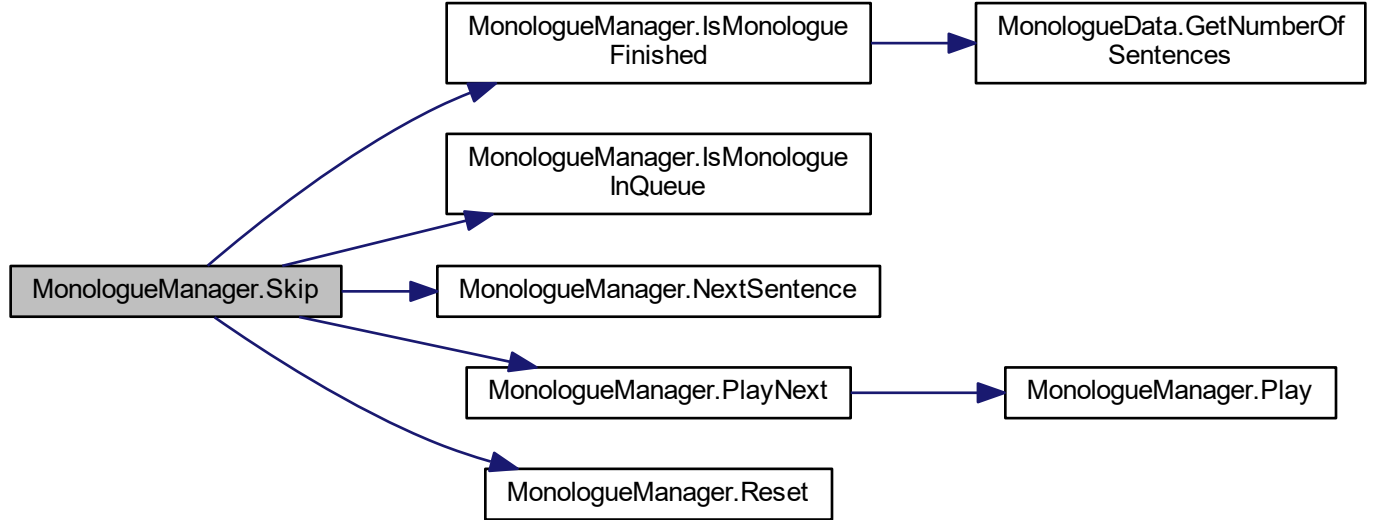 MonologueManager.IsMonologue
Finished
MonologueData.GetNumberOf
Sentences
MonologueManager.IsMonologue
InQueue
MonologueManager.Skip
MonologueManager.NextSentence
MonologueManager.PlayNext
MonologueManager.Play
MonologueManager.Reset